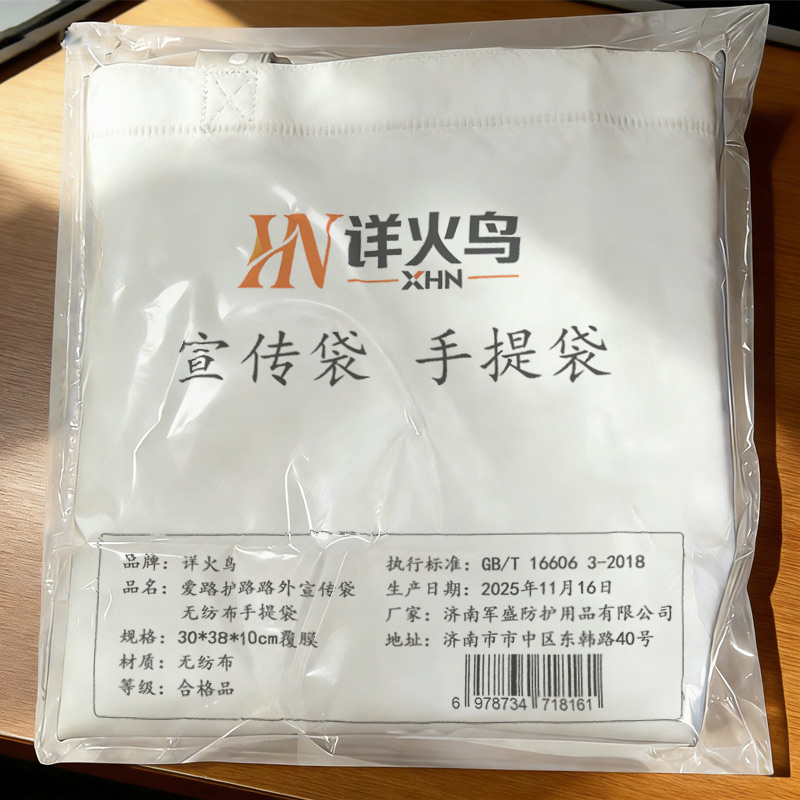 XHN 详火鸟
XHN
宣传袋 手提袋
品牌：详火鸟
品名：爱路护路路外宣传袋
无纺布手提袋
规格：30*38*10cm覆膜
材质：无纺布
等级：合格品
执行标准：GB/T 16606 3-2018
生产日期：2025年11月16日
厂家：济南军盛防护用品有限公司
地址：济南市市中区东韩路40号
6 978734 718161